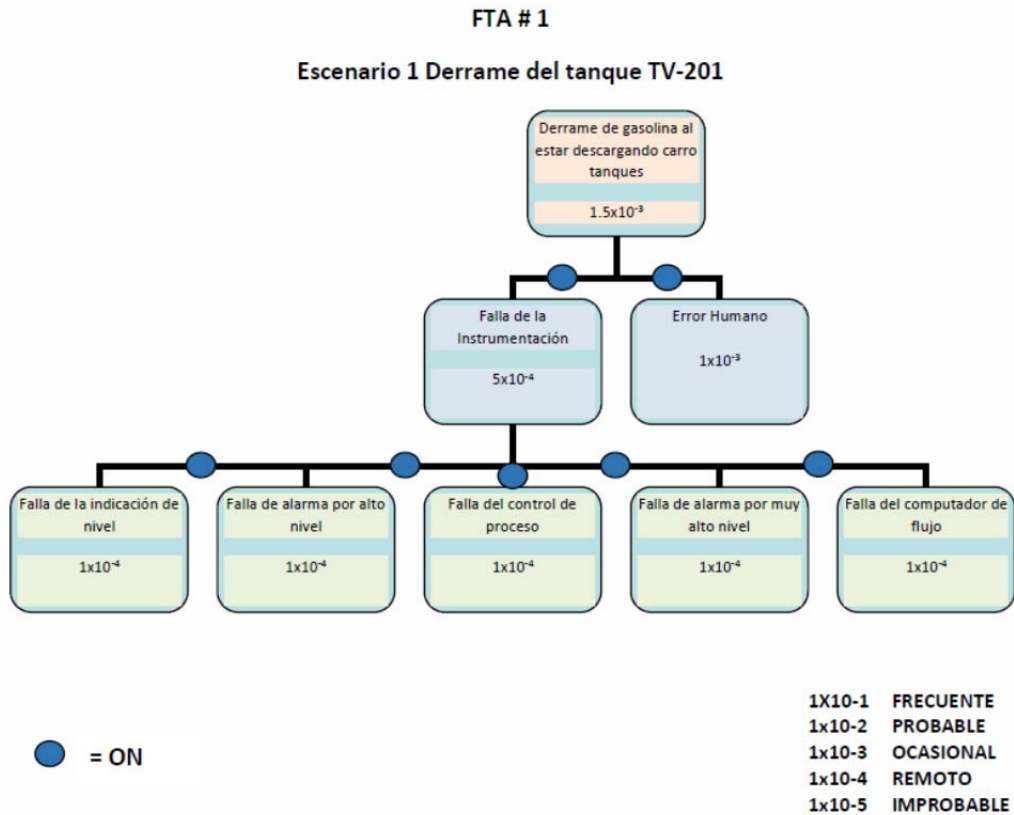 FTA # 1
Escenario 1 Derrame del tanque TV-201
Derrame de gasolina al
estar descargando carro
tanques
1.5x10⁻³
Falla de la
Instrumentación
5x10⁻⁴
Error Humano
1x10⁻³
Falla de la indicación de
nivel
1x10⁻⁴
Falla de alarma por alto
nivel
1x10⁻⁴
Falla del control de
proceso
1x10⁻⁴
Falla de alarma por muy
alto nivel
1x10⁻⁴
Falla del computador de
flujo
1x10⁻⁴
= ON
1X10-1 FRECUENTE
1x10-2 PROBABLE
1x10-3 OCASIONAL
1x10-4 REMOTO
1x10-5 IMPROBABLE